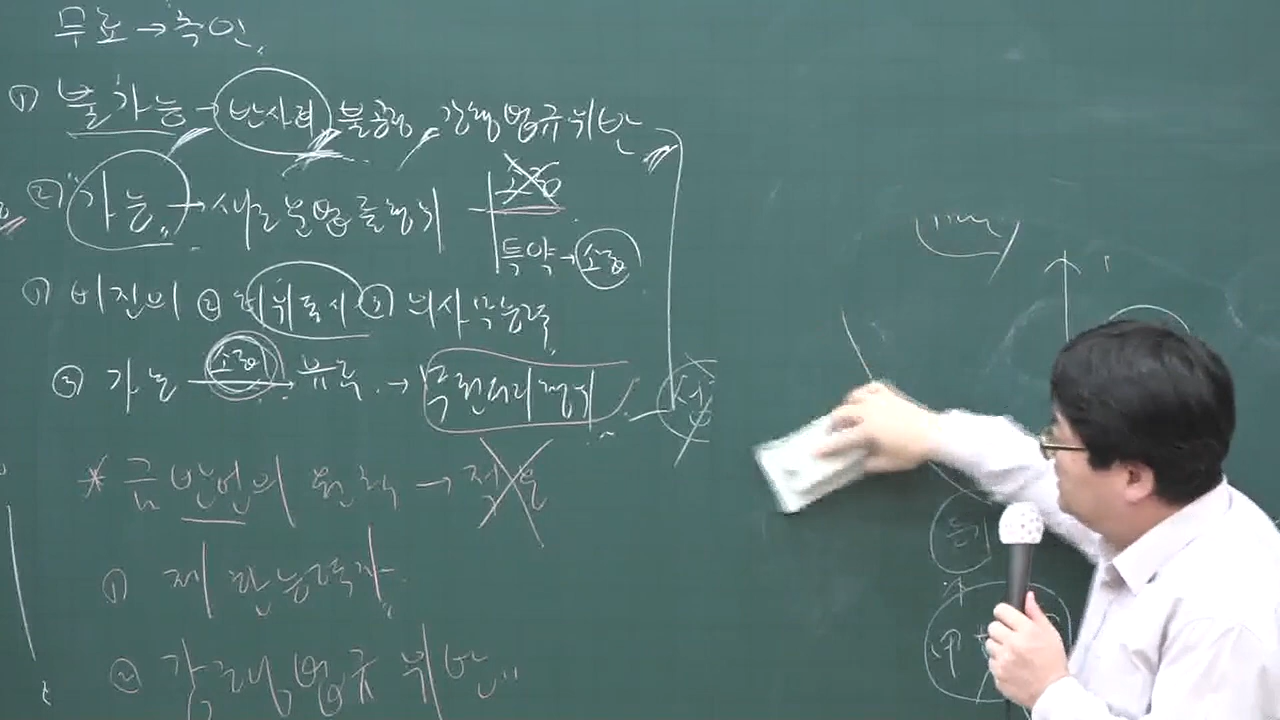 무효→추인
① 불가능→반사회 불공정 강행법규위반
② 가능→새로운법률행위 소급
특약→소급
① 비진의 ② 허위표시 ③ 의사무능력
③ 가능 소급 유효→무권대리행위
* 금반언의 원칙→적용
① 제한능력자
② 강행법규 위반
甲